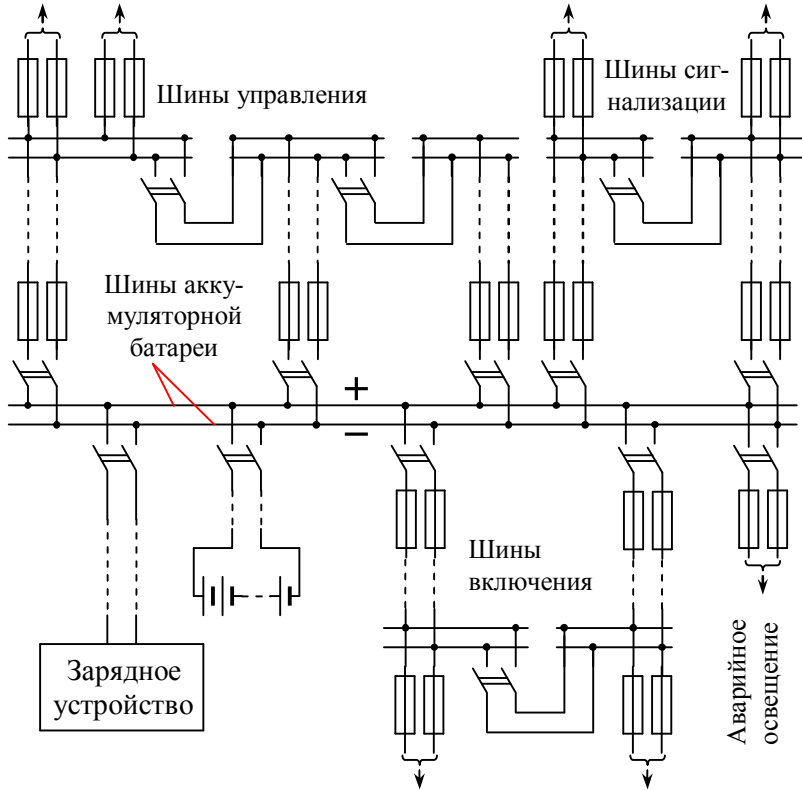 Шины управления
Шины сиг-
нализации
Шины акку-
муляторной
батареи
+
−
Шины
включения
Зарядное
устройство
Аварийное
освещение